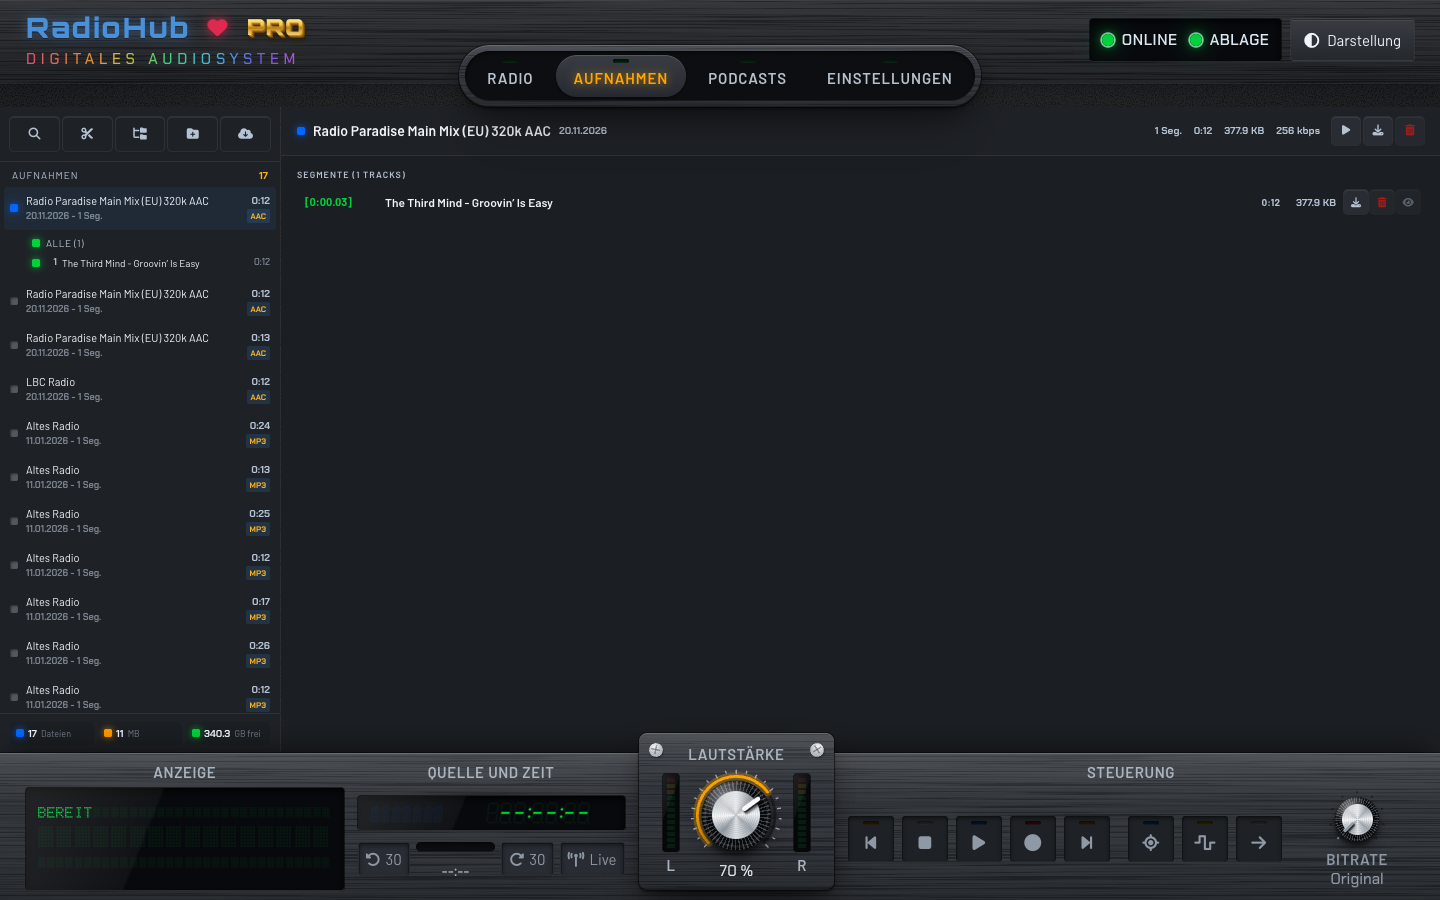 RadioHub PRO
DIGITALES AUDIOSYSTEM
RADIO AUFNAHMEN PODCASTS EINSTELLUNGEN
ONLINE ABLAGE Darstellung
AUFNAHMEN 17
Radio Paradise Main Mix (EU) 320k AAC 0:12
20.11.2026 - 1 Seg. AAC
ALLE (1)
1 The Third Mind - Groovin' Is Easy 0:12
Radio Paradise Main Mix (EU) 320k AAC 0:12
20.11.2026 - 1 Seg. AAC
Radio Paradise Main Mix (EU) 320k AAC 0:13
20.11.2026 - 1 Seg. AAC
LBC Radio 0:12
20.11.2026 - 1 Seg. AAC
Altes Radio 0:24
11.01.2026 - 1 Seg. MP3
Altes Radio 0:13
11.01.2026 - 1 Seg. MP3
Altes Radio 0:25
11.01.2026 - 1 Seg. MP3
Altes Radio 0:12
11.01.2026 - 1 Seg. MP3
Altes Radio 0:17
11.01.2026 - 1 Seg. MP3
Altes Radio 0:26
11.01.2026 - 1 Seg. MP3
Altes Radio 0:12
11.01.2026 - 1 Seg. MP3
17 Dateien 11 MB 340.3 GB frei
Radio Paradise Main Mix (EU) 320k AAC 20.11.2026 1 Seg. 0:12 377.9 KB 256 kbps
SEGMENTE (1 TRACKS)
[0:00.03] The Third Mind - Groovin' Is Easy 0:12 377.9 KB
ANZEIGE
BEREIT
QUELLE UND ZEIT
--:--:--
30 --:-- 30 Live
LAUTSTÄRKE
L R
70 %
STEUERUNG
BITRATE
Original